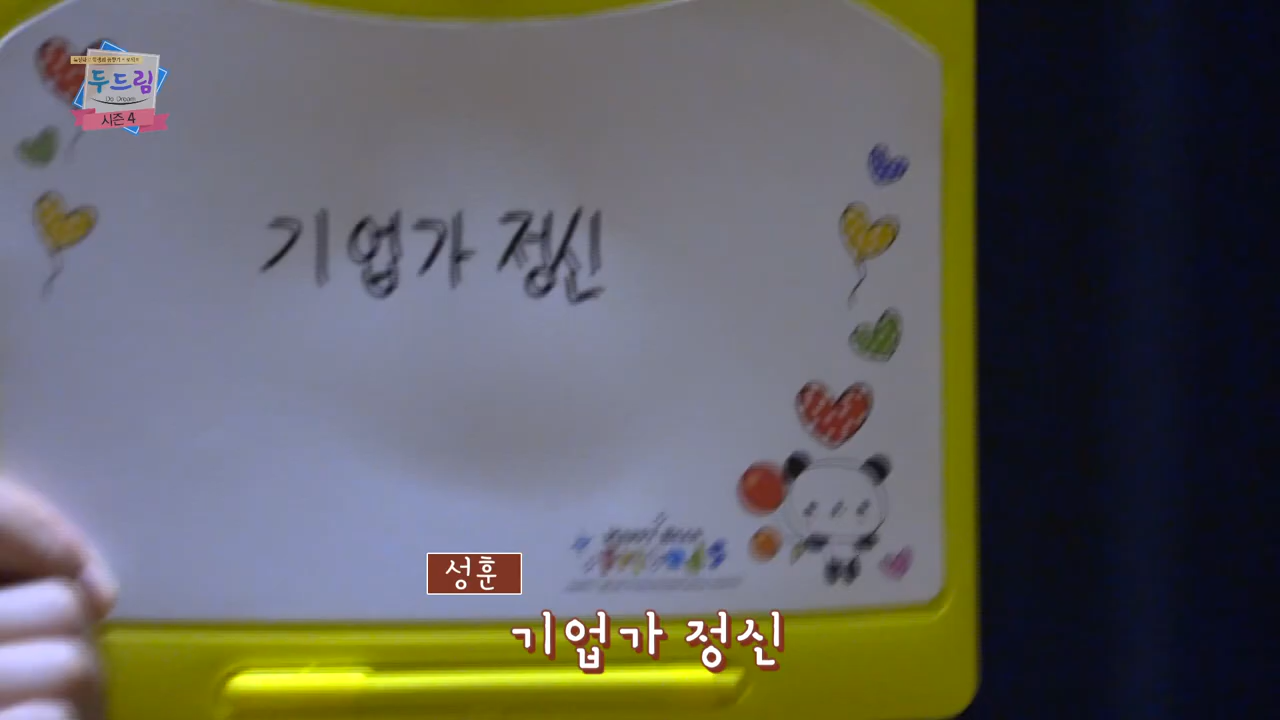 두드림
Do Dream
시즌 4
기업가 정신
성훈
기업가 정신